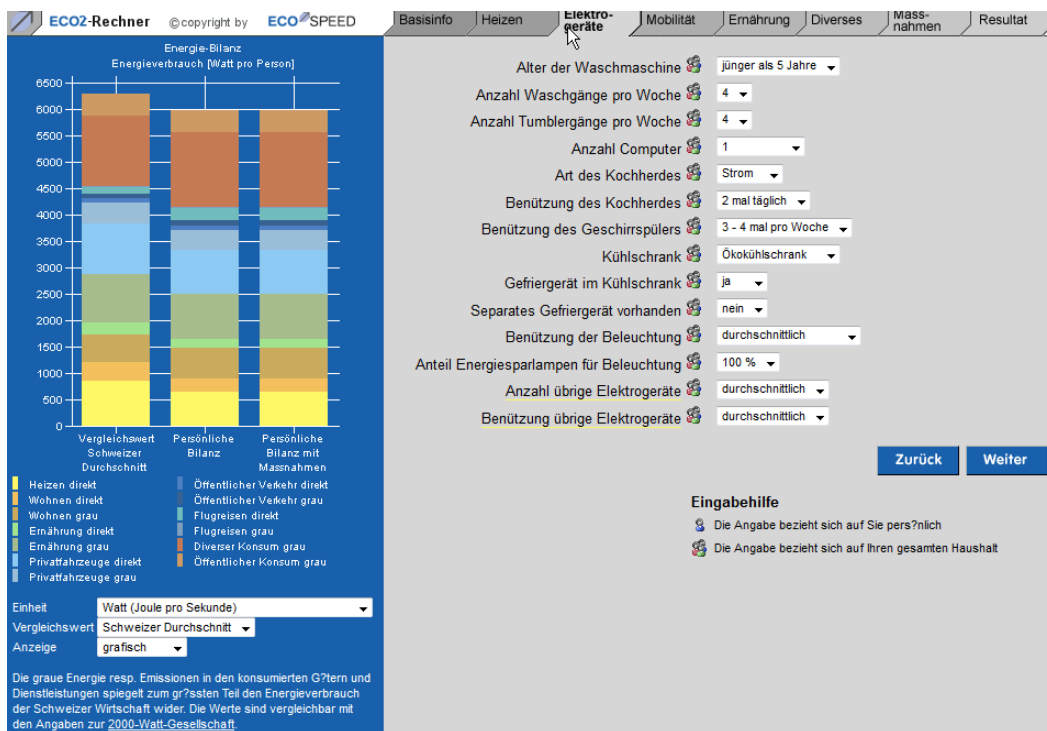 ECO2-Rechner ©copyright by ECO SPEED
Basisinfo
Heizen
Elektro-
geräte
Mobilität
Ernährung
Diverses
Mass-
nahmen
Resultat
Energie-Bilanz
Energieverbrauch [Watt pro Person]
6500
6000
5500
5000
4500
4000
3500
3000
2500
2000
1500
1000
500
0
Vergleichswert
Schweizer
Durchschnitt
Persönliche
Bilanz
Persönliche
Bilanz mit
Massnahmen
Heizen direkt
Wohnen direkt
Wohnen grau
Ernährung direkt
Ernährung grau
Privatfahrzeuge direkt
Privatfahrzeuge grau
Öffentlicher Verkehr direkt
Öffentlicher Verkehr grau
Flugreisen direkt
Flugreisen grau
Diverser Konsum grau
Öffentlicher Konsum grau
Einheit Watt (Joule pro Sekunde)
Vergleichswert Schweizer Durchschnitt
Anzeige grafisch
Die graue Energie resp. Emissionen in den konsumierten G?tern und
Dienstleistungen spiegelt zum gr?ssten Teil den Energieverbrauch
der Schweizer Wirtschaft wider. Die Werte sind vergleichbar mit
den Angaben zur 2000-Watt-Gesellschaft.
Alter der Waschmaschine jünger als 5 Jahre
Anzahl Waschgänge pro Woche 4
Anzahl Tumblergänge pro Woche 4
Anzahl Computer 1
Art des Kochherdes Strom
Benützung des Kochherdes 2 mal täglich
Benützung des Geschirrspülers 3 - 4 mal pro Woche
Kühlschrank Ökokühlschrank
Gefriergerät im Kühlschrank ja
Separates Gefriergerät vorhanden nein
Benützung der Beleuchtung durchschnittlich
Anteil Energiesparlampen für Beleuchtung 100 %
Anzahl übrige Elektrogeräte durchschnittlich
Benützung übrige Elektrogeräte durchschnittlich
Zurück
Weiter
Eingabehilfe
Die Angabe bezieht sich auf Sie pers?nlich
Die Angabe bezieht sich auf Ihren gesamten Haushalt